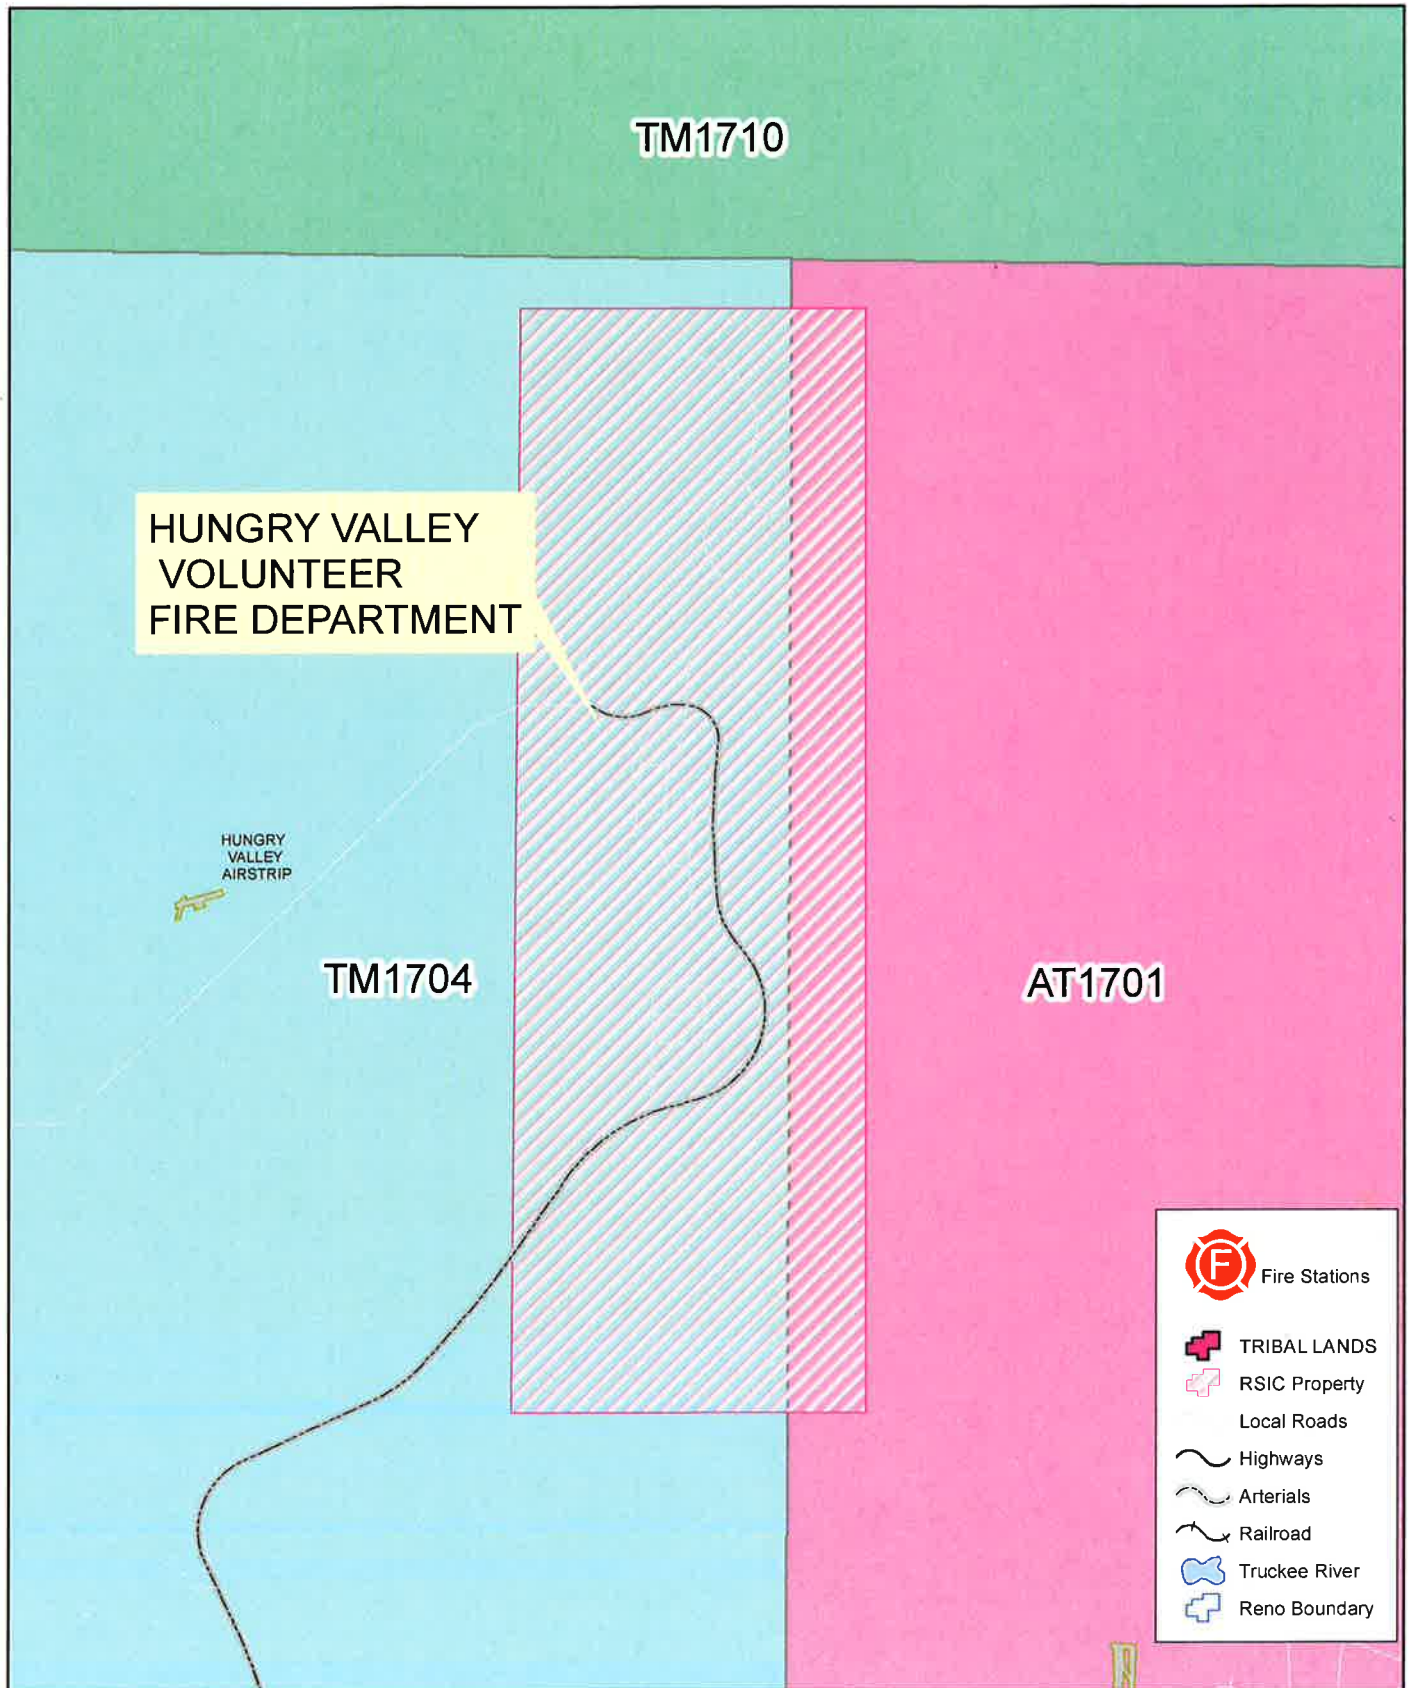 TM1710
HUNGRY VALLEY
VOLUNTEER
FIRE DEPARTMENT
HUNGRY
VALLEY
AIRSTRIP
TM1704
AT1701
F Fire Stations
TRIBAL LANDS
RSIC Property
Local Roads
Highways
Arterials
Railroad
Truckee River
Reno Boundary